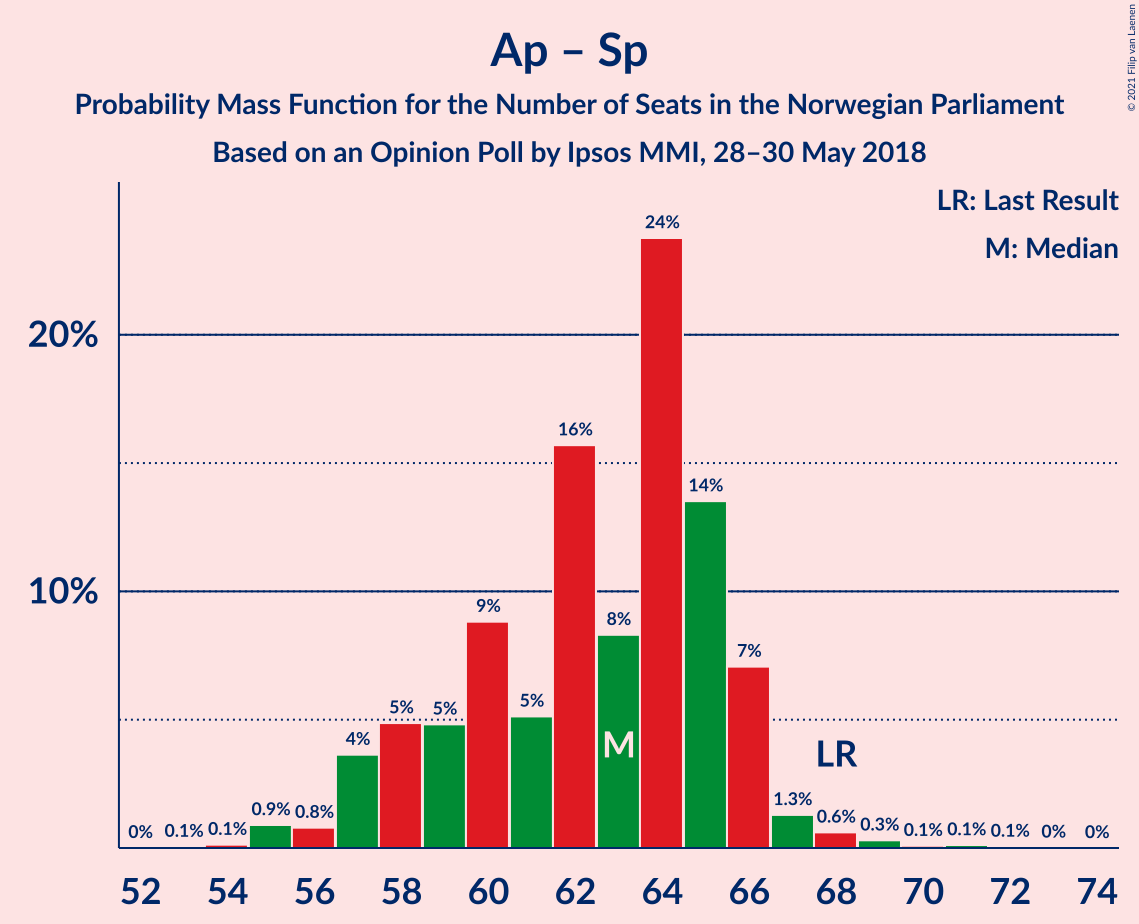 Ap – Sp
Probability Mass Function for the Number of Seats in the Norwegian Parliament
Based on an Opinion Poll by Ipsos MMI, 28–30 May 2018
© 2021 Filip van Laenen
LR: Last Result
M: Median
20%
10%
0% 0.1% 0.1% 0.9% 0.8% 4% 5% 5% 9% 5% 16% 8% 24% 14% 7% 1.3% 0.6% 0.3% 0.1% 0.1% 0.1% 0% 0%
M
LR
52 54 56 58 60 62 64 66 68 70 72 74